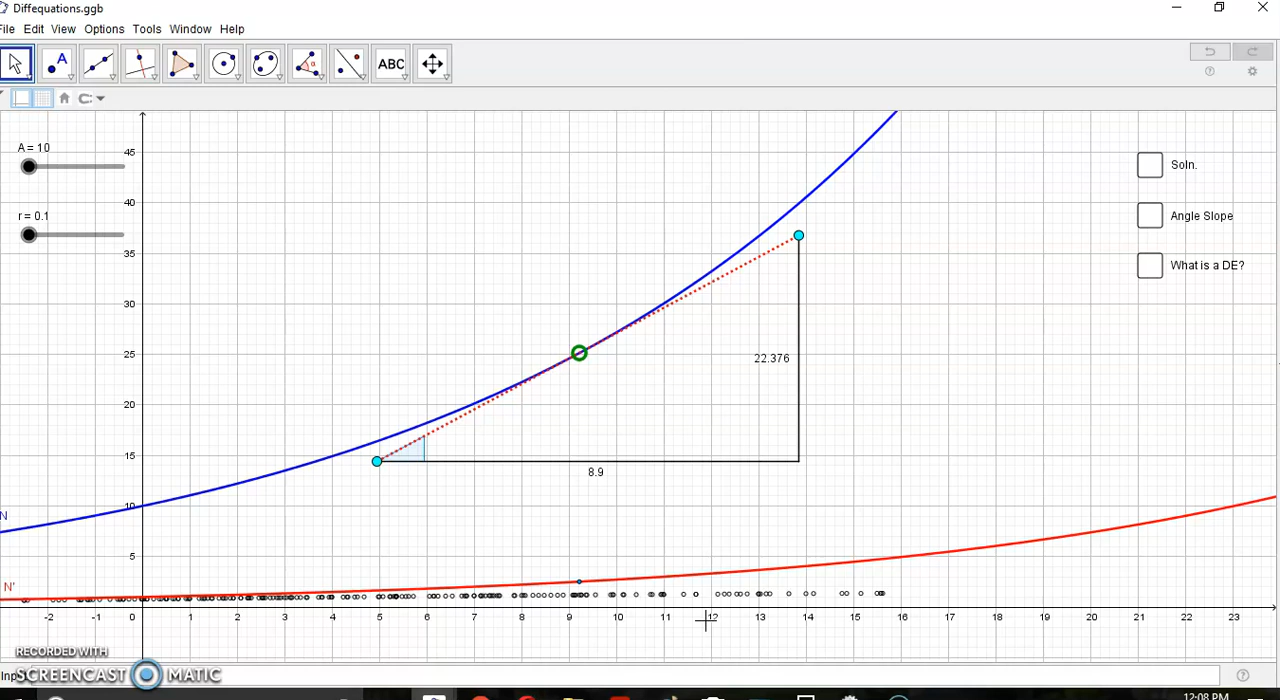 Diffequations.ggb
File Edit View Options Tools Window Help
A
α
ABC
A = 10
r = 0.1
Soln.
Angle Slope
What is a DE?
45
40
35
30
25
20
15
10
5
22.376
8.9
N
N'
-2 -1 0 1 2 3 4 5 6 7 8 9 10 11 12 13 14 15 16 17 18 19 20 21 22 23
RECORDED WITH
SCREENCAST MATIC
Inp
12:08 PM